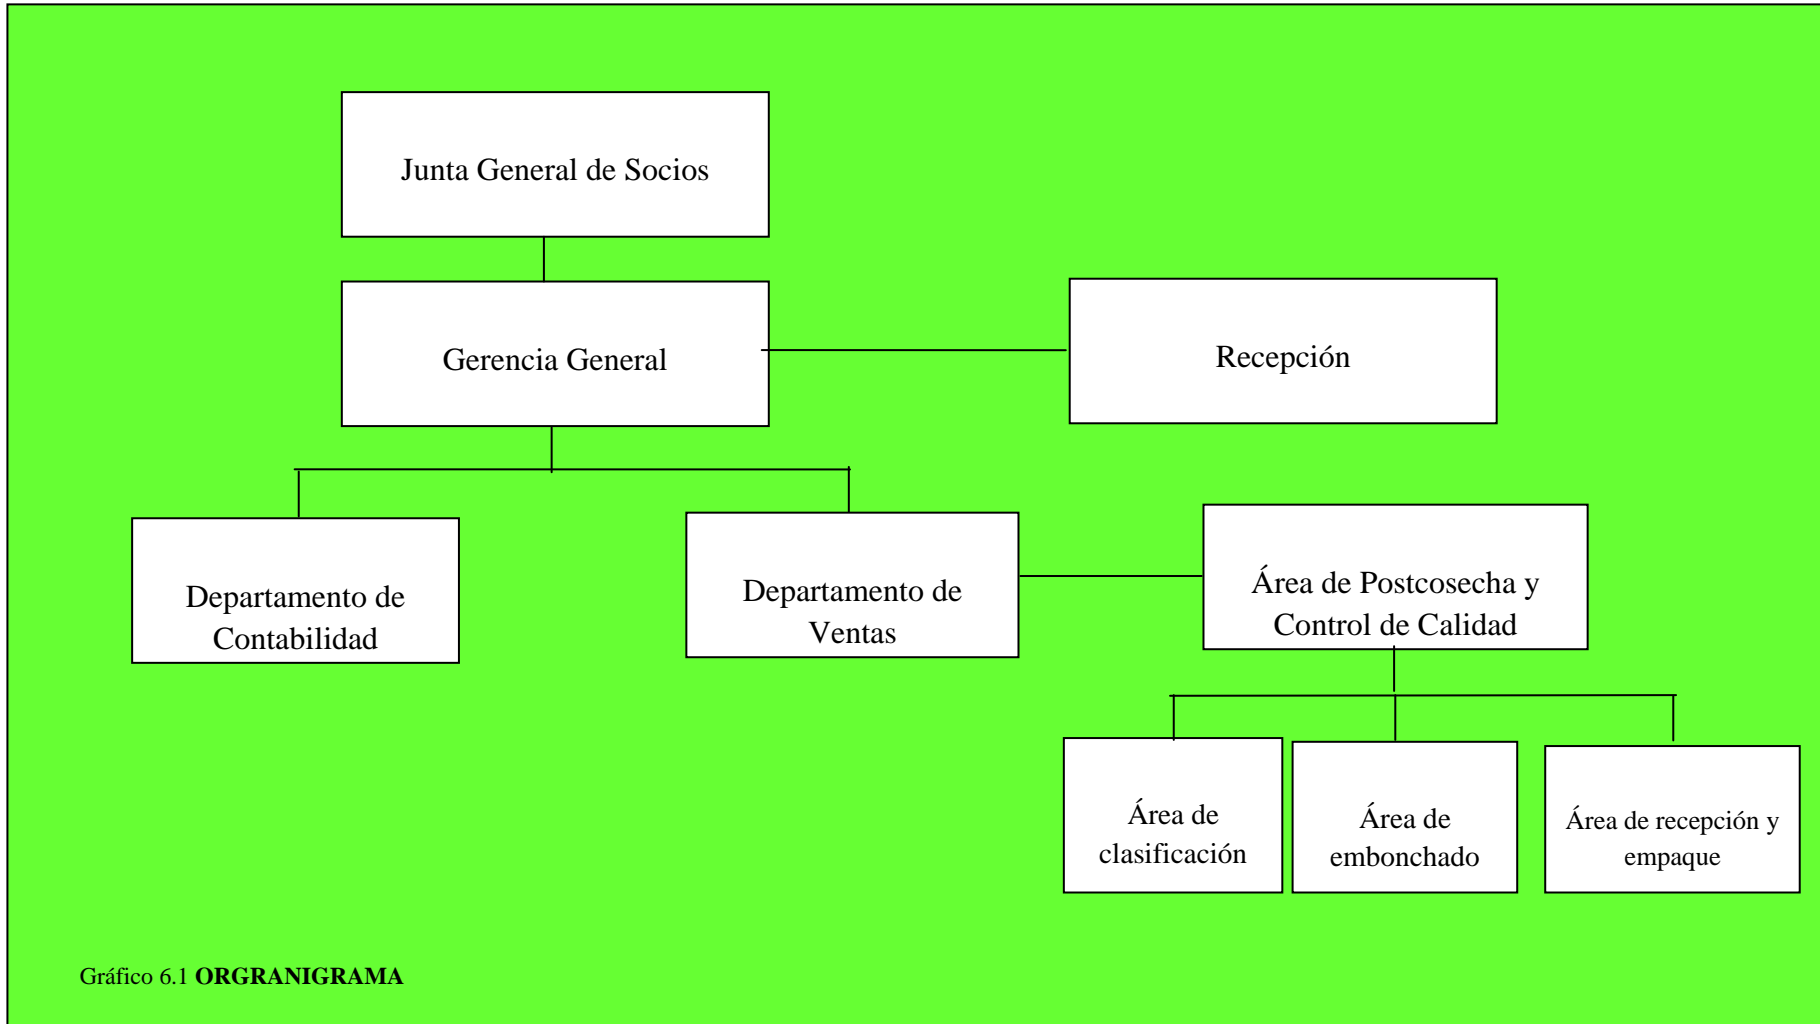 Junta General de Socios
Gerencia General
Recepción
Departamento de
Contabilidad
Departamento de
Ventas
Área de Postcosecha y
Control de Calidad
Área de
clasificación
Área de
embonchado
Área de recepción y
empaque
Gráfico 6.1 ORGRANIGRAMA